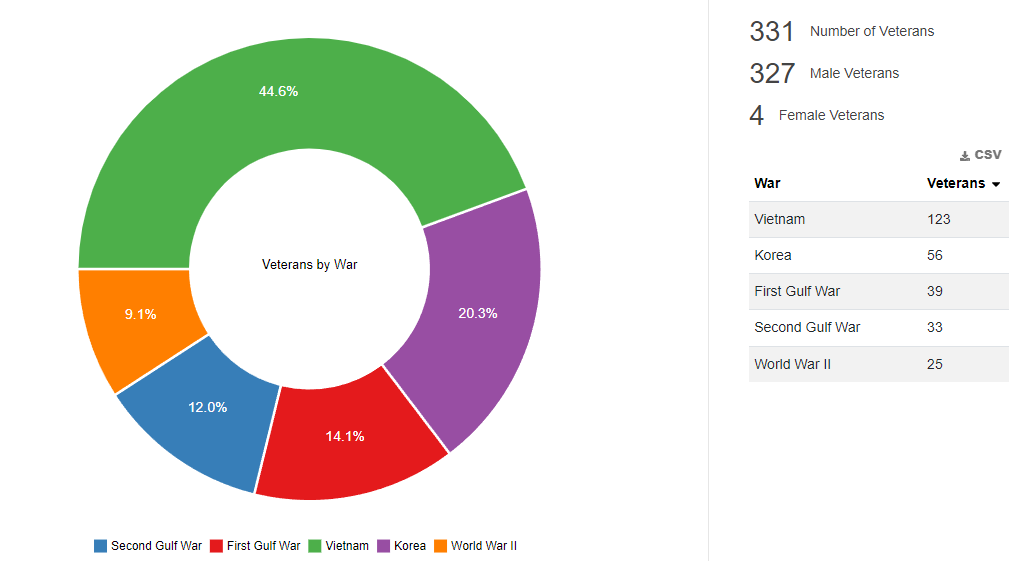 44.6%
20.3%
14.1%
12.0%
9.1%
Veterans by War
Second Gulf War First Gulf War Vietnam Korea World War II
331 Number of Veterans
327 Male Veterans
4 Female Veterans
CSV
War Veterans
Vietnam 123
Korea 56
First Gulf War 39
Second Gulf War 33
World War II 25